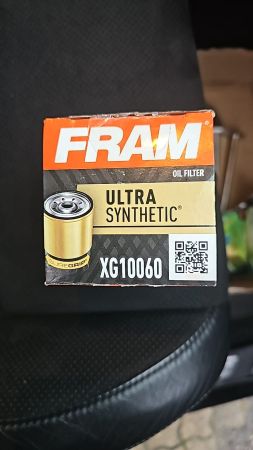 FRAM
OIL FILTER
ULTRA
SYNTHETIC®
XG10060